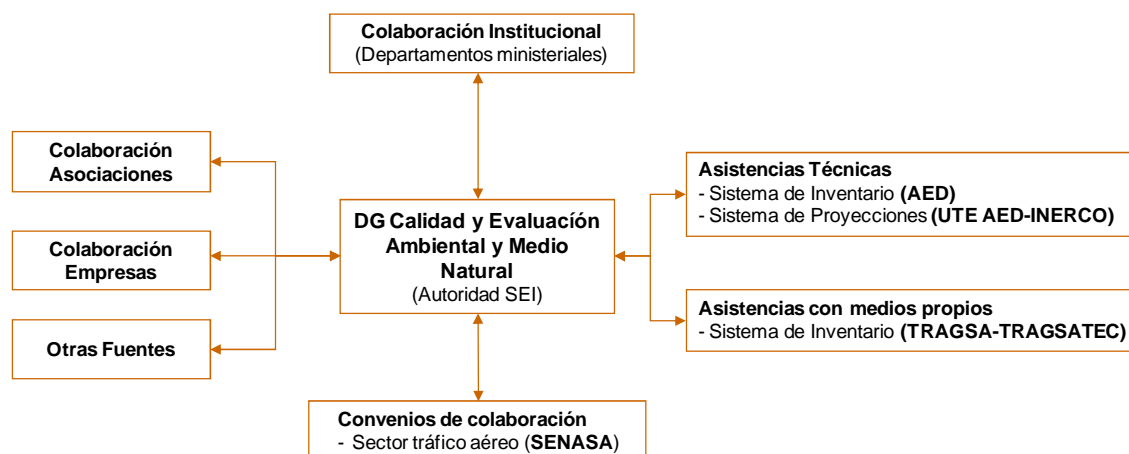 Colaboración Institucional
(Departamentos ministeriales)
Colaboración
Asociaciones
Colaboración
Empresas
Otras Fuentes
DG Calidad y Evaluacíón
Ambiental y Medio
Natural
(Autoridad SEI)
Asistencias Técnicas
- Sistema de Inventario (AED)
- Sistema de Proyecciones (UTE AED-INERCO)
Asistencias con medios propios
- Sistema de Inventario (TRAGSA-TRAGSATEC)
Convenios de colaboración
- Sector tráfico aéreo (SENASA)